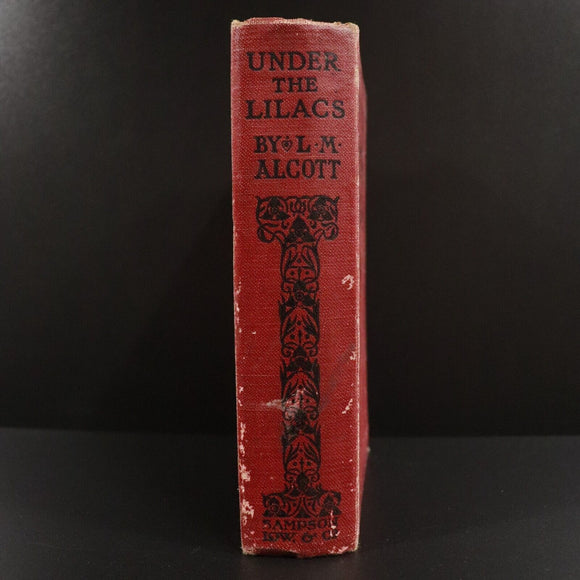 UNDER
THE
LILACS
BY L. M.
ALCOTT
SAMPSON
LOW. & Co